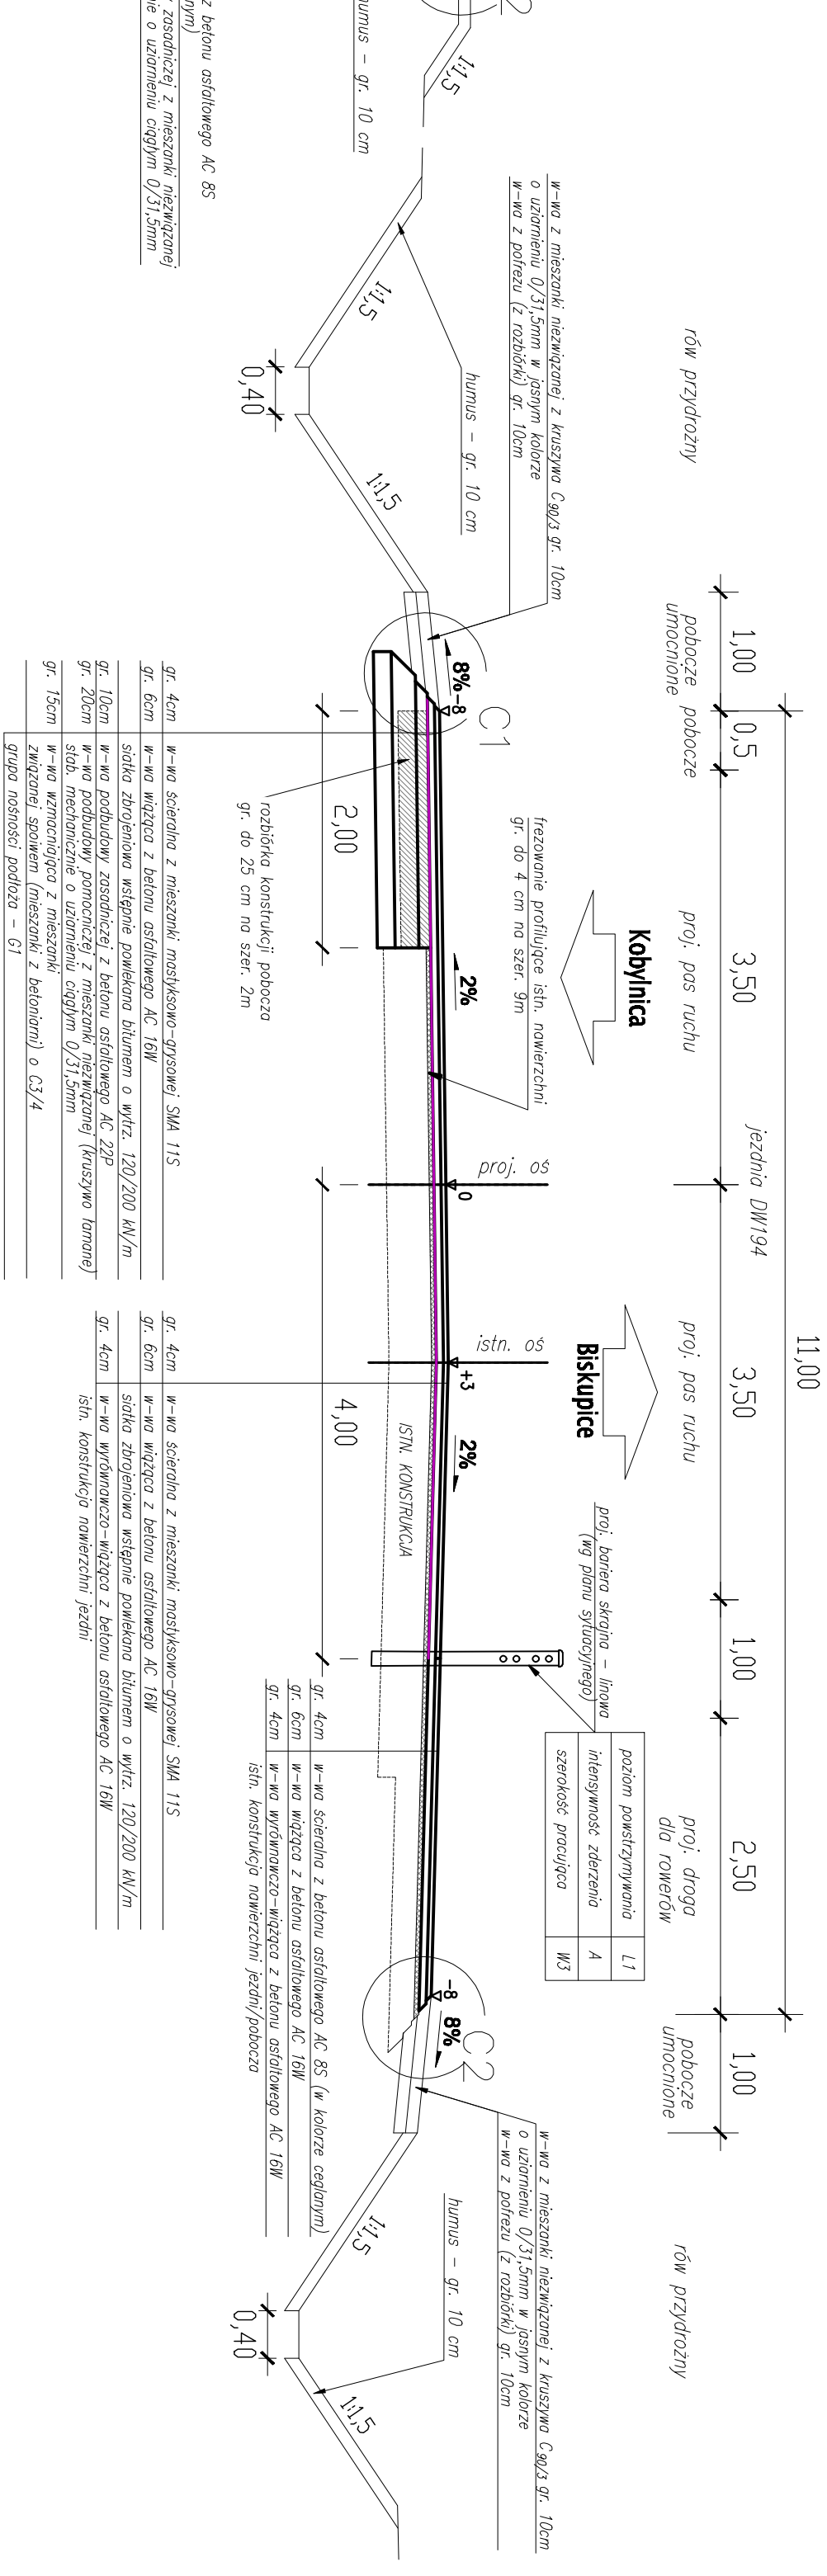 11,00
jezdnia DW194
1,00
0,5
3,50
3,50
1,00
2,50
1,00
rów przydrożny
pobocze
umocnione
pobocze
proj. pas ruchu
proj. pas ruchu
proj. droga
dla rowerów
pobocze
umocnione
rów przydrożny
Kobylnica
Biskupice
proj. bariera skrajna – linowa
(wg planu sytuacyjnego)
poziom powstrzymywania L1
intensywność zderzenia A
szerokość pracująca W3
w-wa z mieszanki niezwiązanej z kruszywa C90/3 gr. 10cm
o uziarnieniu 0/31,5mm w jasnym kolorze
w-wa z pofrezu (z rozbiórki) gr. 10cm
frezowanie profilujące istn. nawierzchni
gr. do 4 cm na szer. 9m
w-wa z mieszanki niezwiązanej z kruszywa C90/3 gr. 10cm
o uziarnieniu 0/31,5mm w jasnym kolorze
w-wa z pofrezu (z rozbiórki) gr. 10cm
proj. oś
istn. oś
C1
C2
2
1:1,5
humus – gr. 10 cm
humus – gr. 10 cm
humus – gr. 10 cm
8%
-8
2%
0
+3
2%
-8
8%
1:1,5
1:1,5
1:1,5
1:1,5
ISTN. KONSTRUKCJA
0,40
2,00
4,00
0,40
rozbiórka konstrukcji pobocza
gr. do 25 cm na szer. 2m
gr. 4cm w-wa ścieralna z betonu asfaltowego AC 8S (w kolorze ceglanym)
gr. 6cm w-wa wiążąca z betonu asfaltowego AC 16W
gr. 4cm w-wa wyrównawczo-wiążąca z betonu asfaltowego AC 16W
istn. konstrukcja nawierzchni jezdni/pobocza
z betonu asfaltowego AC 8S
nym)
zasadniczej z mieszanki niezwiązanej
ie o uziarnieniu ciągłym 0/31,5mm
gr. 4cm w-wa ścieralna z mieszanki mastyksowo-grysowej SMA 11S
gr. 6cm w-wa wiążąca z betonu asfaltowego AC 16W
siatka zbrojeniowa wstępnie powlekana bitumem o wytrz. 120/200 kN/m
gr. 10cm w-wa podbudowy zasadniczej z betonu asfaltowego AC 22P
gr. 20cm w-wa podbudowy pomocniczej z mieszanki niezwiązanej (kruszywo łamane)
stab. mechanicznie o uziarnieniu ciągłym 0/31,5mm
gr. 15cm w-wa wzmacniająca z mieszanki
związanej spoiwem (mieszanki z betoniarni) o C3/4
grupa nośności podłoża – G1
gr. 4cm w-wa ścieralna z mieszanki mastyksowo-grysowej SMA 11S
gr. 6cm w-wa wiążąca z betonu asfaltowego AC 16W
siatka zbrojeniowa wstępnie powlekana bitumem o wytrz. 120/200 kN/m
gr. 4cm w-wa wyrównawczo-wiążąca z betonu asfaltowego AC 16W
istn. konstrukcja nawierzchni jezdni